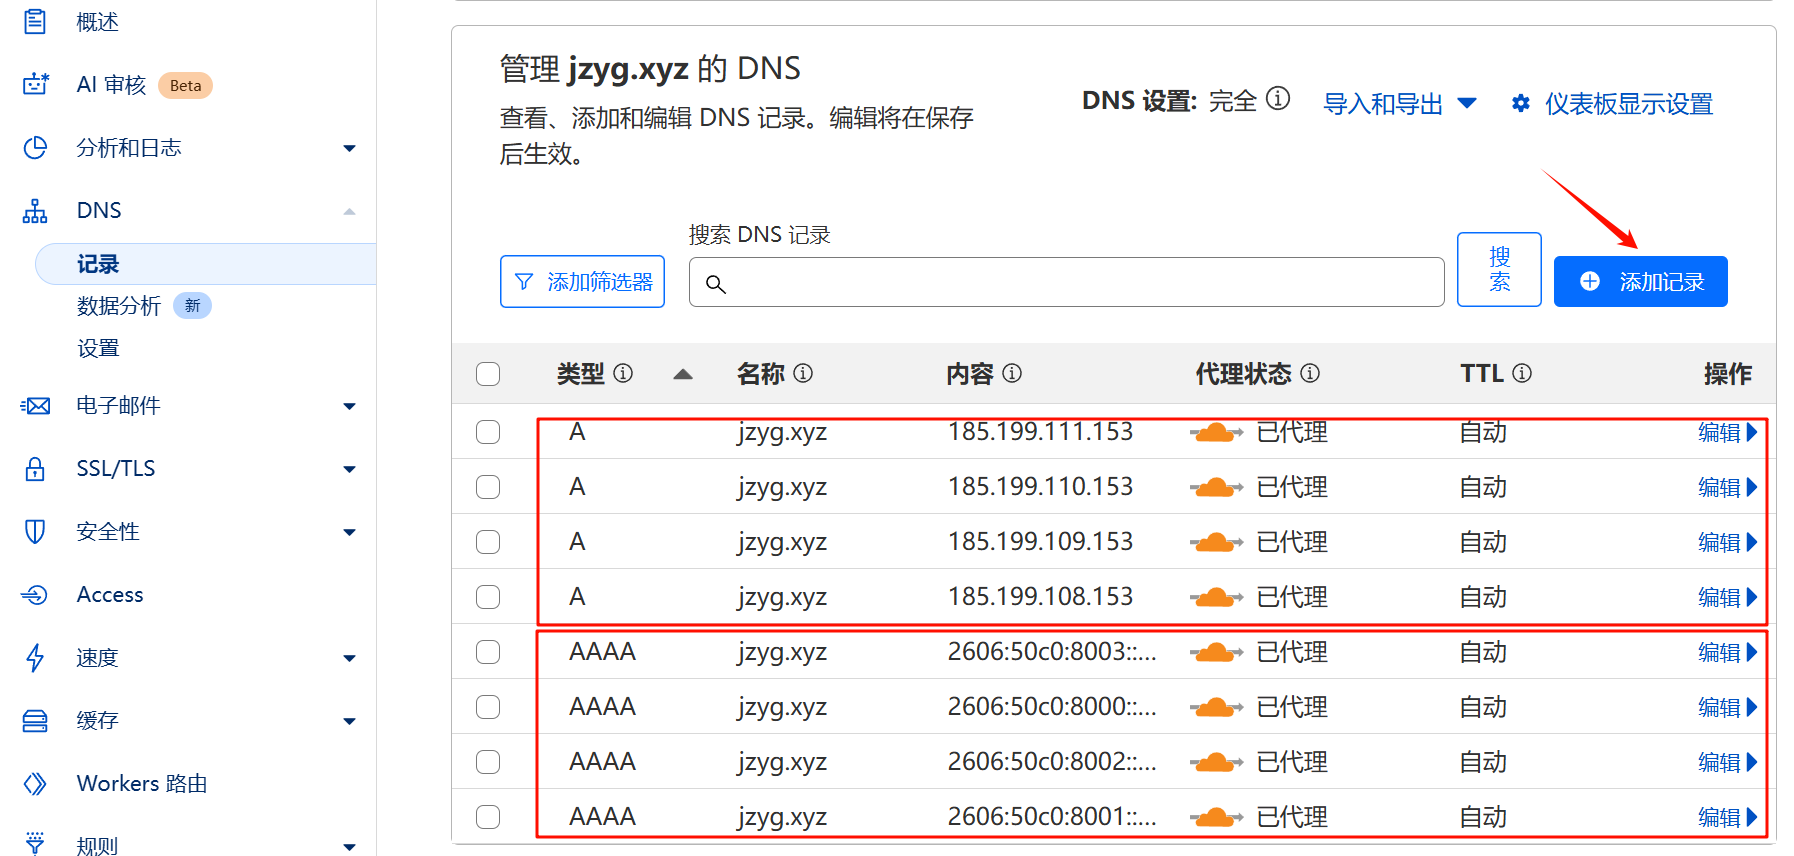 概述
AI 审核 Beta
分析和日志
DNS
记录
数据分析 新
设置
电子邮件
SSL/TLS
安全性
Access
速度
缓存
Workers 路由
规则
管理 jzyg.xyz 的 DNS
查看、添加和编辑 DNS 记录。编辑将在保存
后生效。
DNS 设置: 完全
导入和导出
仪表板显示设置
搜索 DNS 记录
添加筛选器
搜
索
添加记录
类型 名称 内容 代理状态 TTL 操作
A jzyg.xyz 185.199.111.153 已代理 自动 编辑
A jzyg.xyz 185.199.110.153 已代理 自动 编辑
A jzyg.xyz 185.199.109.153 已代理 自动 编辑
A jzyg.xyz 185.199.108.153 已代理 自动 编辑
AAAA jzyg.xyz 2606:50c0:8003::... 已代理 自动 编辑
AAAA jzyg.xyz 2606:50c0:8000::... 已代理 自动 编辑
AAAA jzyg.xyz 2606:50c0:8002::... 已代理 自动 编辑
AAAA jzyg.xyz 2606:50c0:8001::... 已代理 自动 编辑